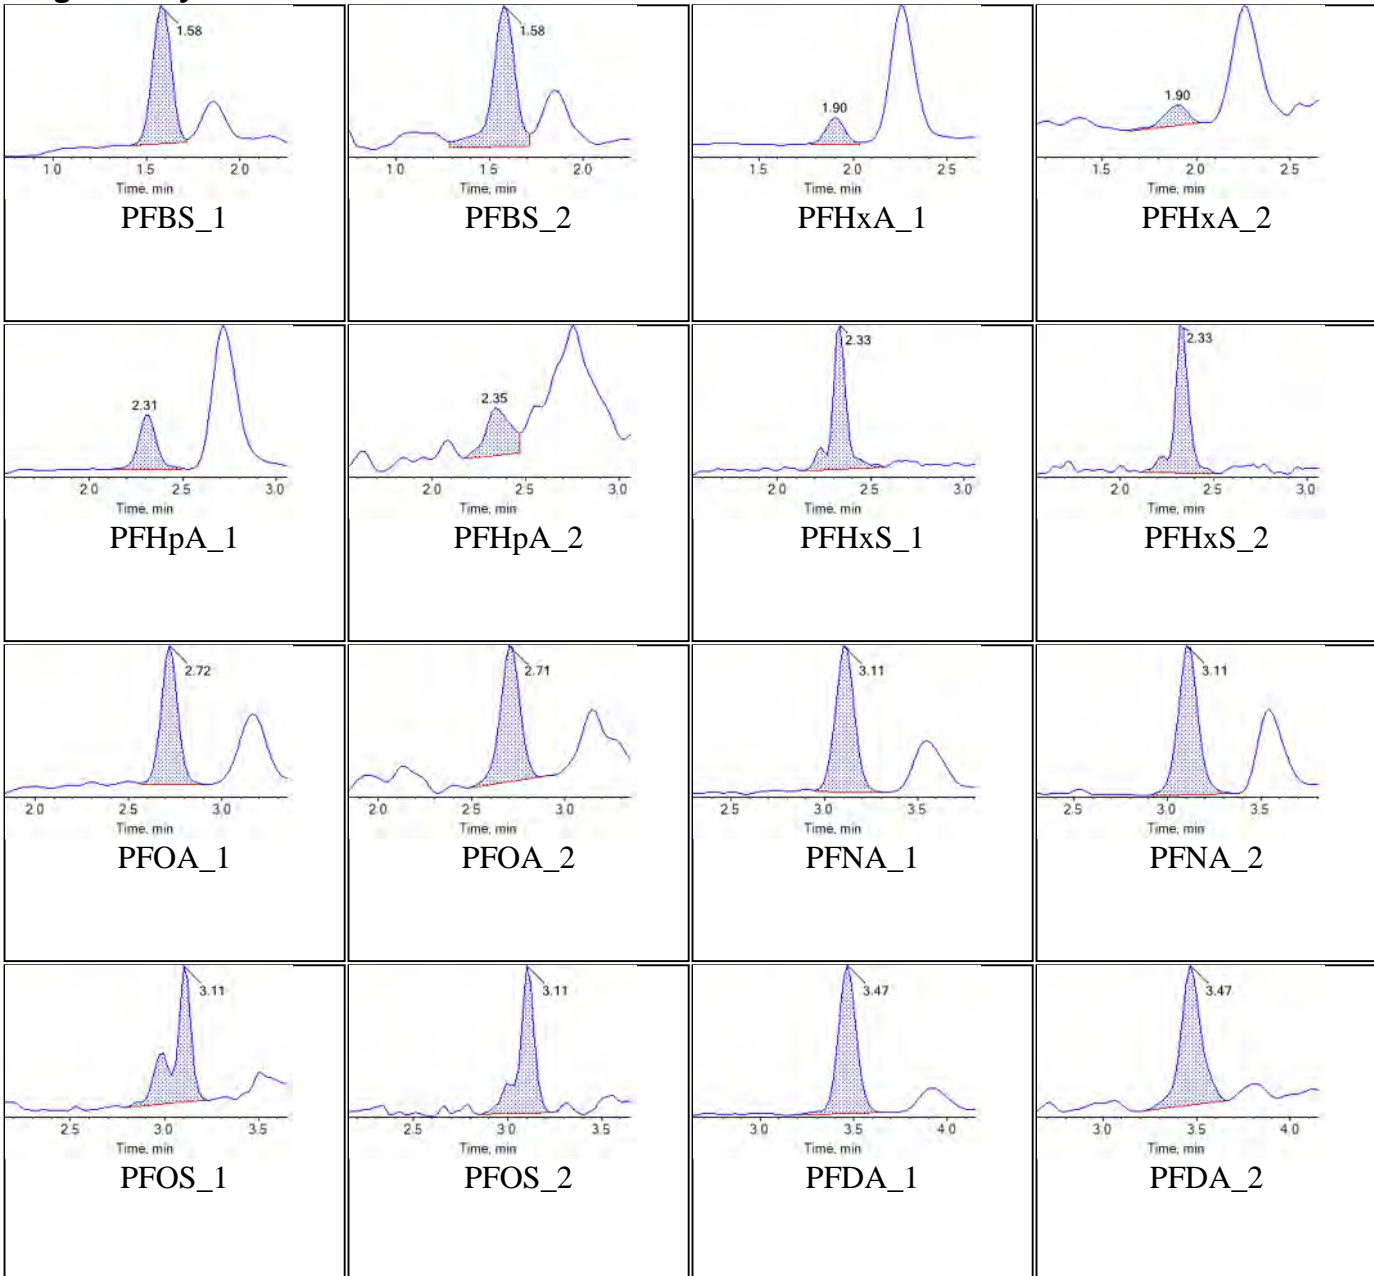 1.58
1.0 1.5 2.0
Time, min
PFBS_1
1.58
1.0 1.5 2.0
Time, min
PFBS_2
1.90
1.5 2.0 2.5
Time, min
PFHxA_1
1.90
1.5 2.0 2.5
Time, min
PFHxA_2
2.31
2.0 2.5 3.0
Time, min
PFHpA_1
2.35
2.0 2.5 3.0
Time, min
PFHpA_2
2.33
2.0 2.5 3.0
Time, min
PFHxS_1
2.33
2.0 2.5 3.0
Time, min
PFHxS_2
2.72
2.0 2.5 3.0
Time, min
PFOA_1
2.71
2.0 2.5 3.0
Time, min
PFOA_2
3.11
2.5 3.0 3.5
Time, min
PFNA_1
3.11
2.5 3.0 3.5
Time, min
PFNA_2
3.11
2.5 3.0 3.5
Time, min
PFOS_1
3.11
2.5 3.0 3.5
Time, min
PFOS_2
3.47
3.0 3.5 4.0
Time, min
PFDA_1
3.47
3.0 3.5 4.0
Time, min
PFDA_2